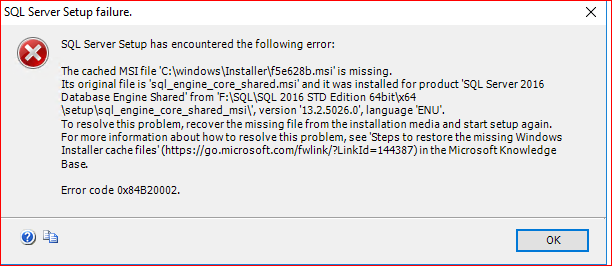 SQL Server Setup failure.
SQL Server Setup has encountered the following error:
The cached MSI file 'C:\windows\Installer\f5e628b.msi' is missing.
Its original file is 'sql_engine_core_shared.msi' and it was installed for product 'SQL Server 2016
Database Engine Shared' from 'F:\SQL\SQL 2016 STD Edition 64bit\x64
\setup\sql_engine_core_shared_msi\', version '13.2.5026.0', language 'ENU'.
To resolve this problem, recover the missing file from the installation media and start setup again.
For more information about how to resolve this problem, see 'Steps to restore the missing Windows
Installer cache files' (https://go.microsoft.com/fwlink/?LinkId=144387) in the Microsoft Knowledge
Base.
Error code 0x84B20002.
OK